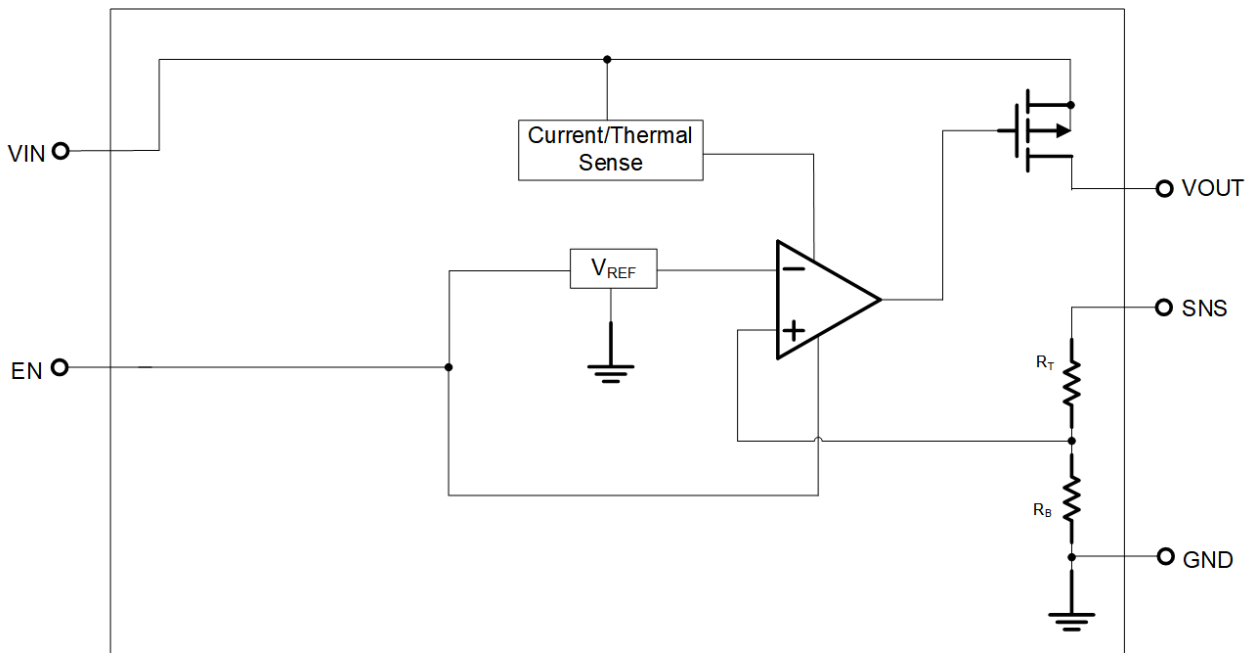 Current/Thermal
Sense
VIN
VOUT
VREF
SNS
EN
RT
RB
GND